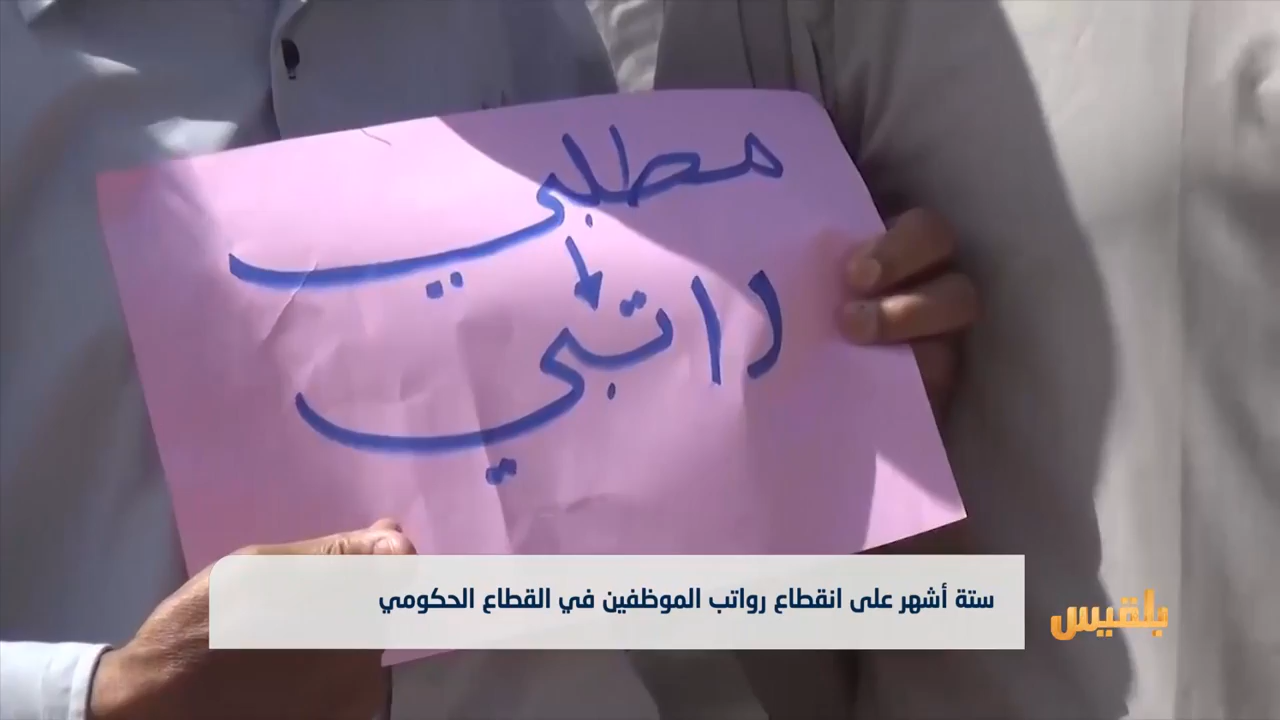 مطلبي
راتبي
ستة أشهر على انقطاع رواتب الموظفين في القطاع الحكومي
بلقيس